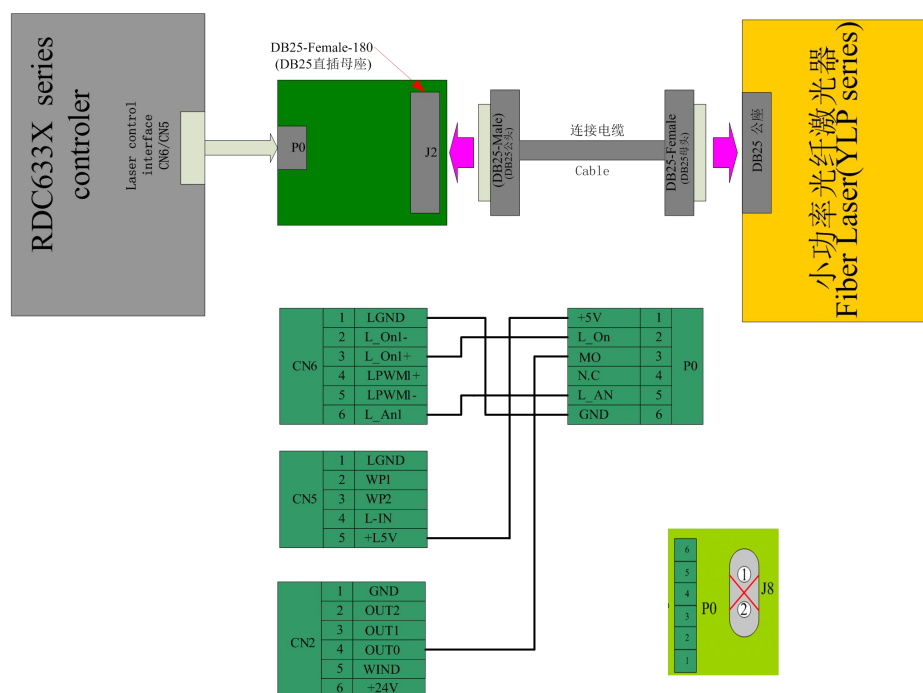 RDC633X series
controler
Laser control
interface
CN6/CN5
DB25-Female-180
(DB25直插母座)
P0
J2
(DB25-Male)
(DB25公头)
连接电缆
Cable
DB25-Female
(DB25母头)
DB25 公座
小功率光纤激光器
Fiber Laser(YLP series)
CN6
1 LGND
2 L_On1-
3 L_On1+
4 LPWM1+
5 LPWM1-
6 L_An1
+5V 1
L_On 2
MO 3
N.C 4
L_AN 5
GND 6
P0
CN5
1 LGND
2 WP1
3 WP2
4 L-IN
5 +L5V
CN2
1 GND
2 OUT2
3 OUT1
4 OUT0
5 WIND
6 +24V
6
5
4
3
2
1
P0
1
2
J8